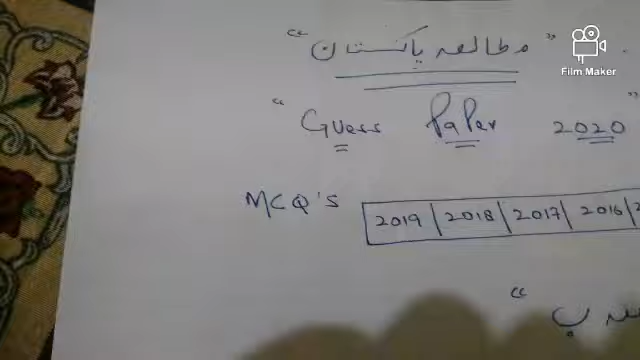 "مطالعہ پاکستان"
Film Maker
"Guess Paper 2020"
MCQ's 2019 | 2018 | 2017 | 2016 |